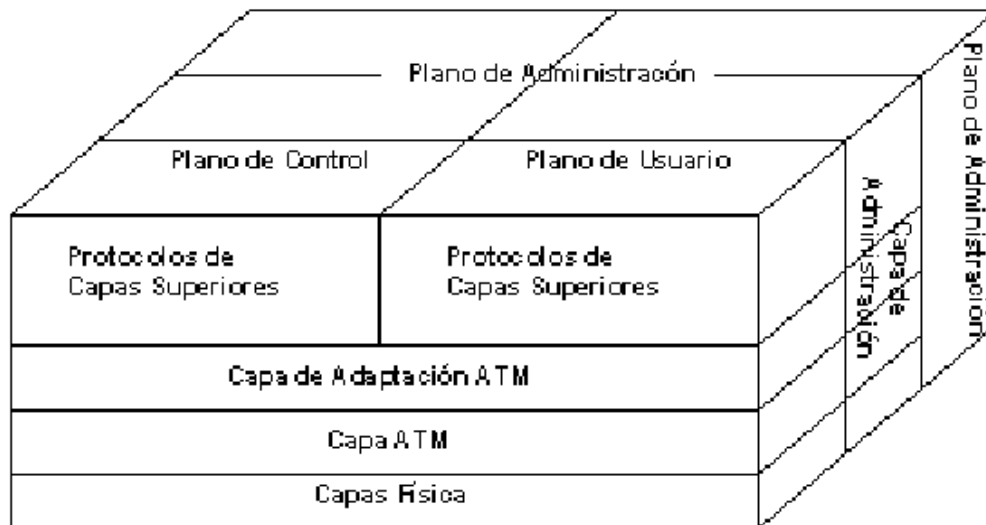 Plano de Administracón
Plano de Control
Plano de Usuario
Protocolos de
Capas Superiores
Protocolos de
Capas Superiores
Capa de Adaptación ATM
Capa ATM
Capas Física
Capa de
Administración
Plano de Administración